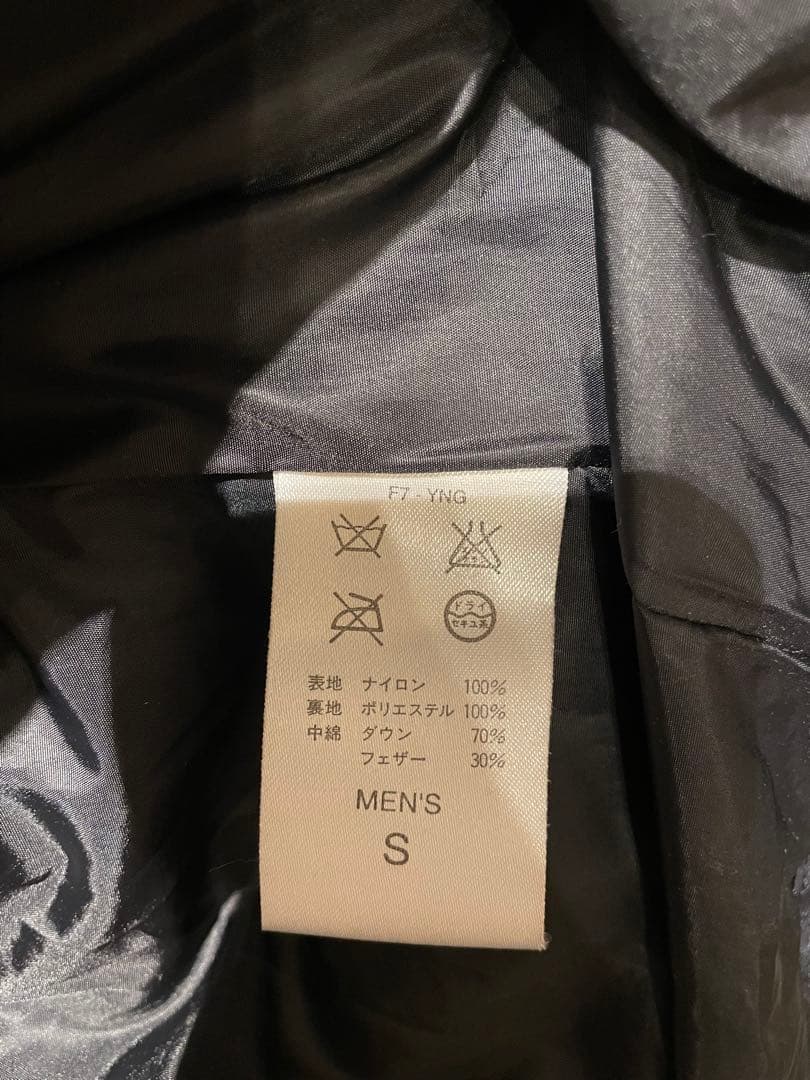 F7 - YNG
ドライ
セキユ系
表地 ナイロン 100%
裏地 ポリエステル 100%
中綿 ダウン 70%
フェザー 30%
MEN'S
S